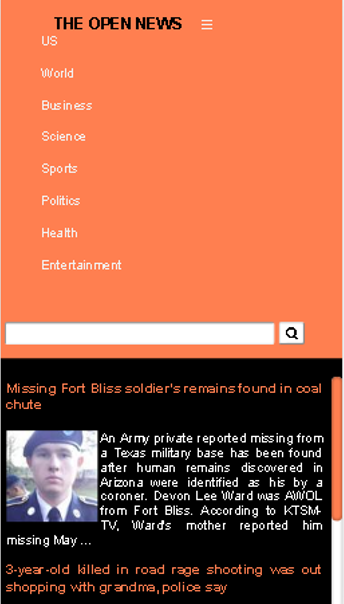 THE OPEN NEWS ☰
US
World
Business
Science
Sports
Politics
Health
Entertainment
Missing Fort Bliss soldier's remains found in coal
chute
An Army private reported missing from
a Texas military base has been found
after human remains discovered in
Arizona were identified as his by a
coroner. Devon Lee Ward was AWOL
from Fort Bliss. According to KTSM-
TV, Ward's mother reported him
missing May ...
3-year-old killed in road rage shooting was out
shopping with grandma, police say